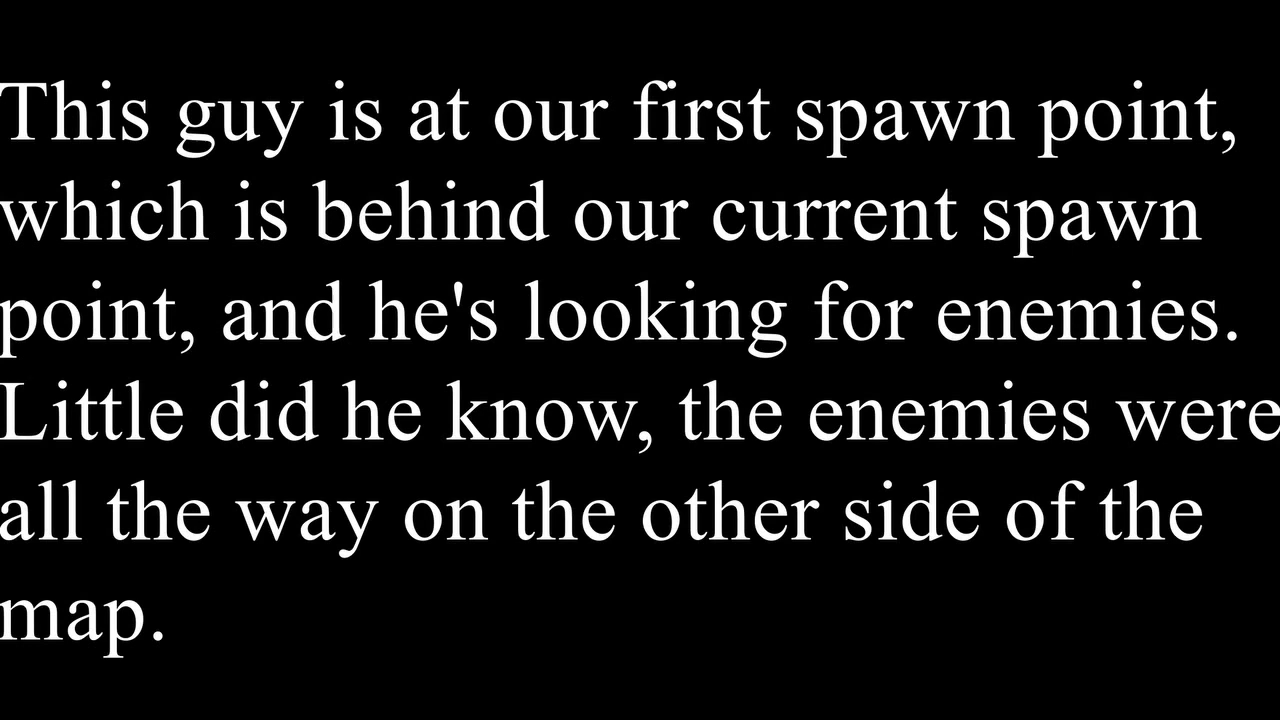 This guy is at our first spawn point,
which is behind our current spawn
point, and he's looking for enemies.
Little did he know, the enemies were
all the way on the other side of the
map.